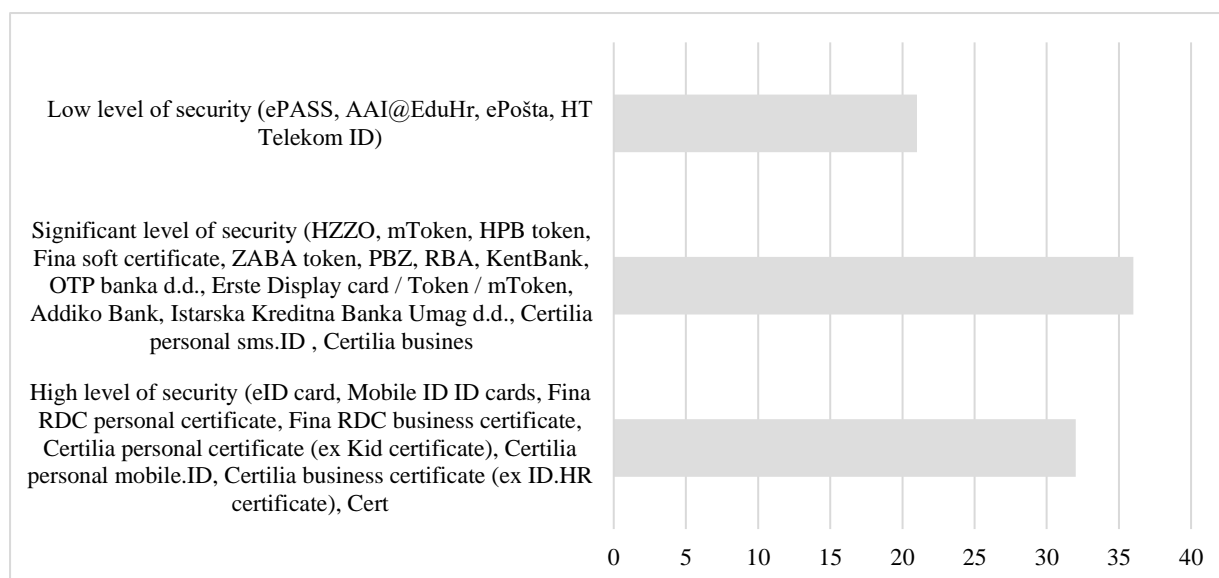 Low level of security (ePASS, AAI@EduHr, ePošta, HT
Telekom ID)
Significant level of security (HZZO, mToken, HPB token,
Fina soft certificate, ZABA token, PBZ, RBA, KentBank,
OTP banka d.d., Erste Display card / Token / mToken,
Addiko Bank, Istarska Kreditna Banka Umag d.d., Certilia
personal sms.ID , Certilia busines
High level of security (eID card, Mobile ID ID cards, Fina
RDC personal certificate, Fina RDC business certificate,
Certilia personal certificate (ex Kid certificate), Certilia
personal mobile.ID, Certilia business certificate (ex ID.HR
certificate), Cert
0 5 10 15 20 25 30 35 40